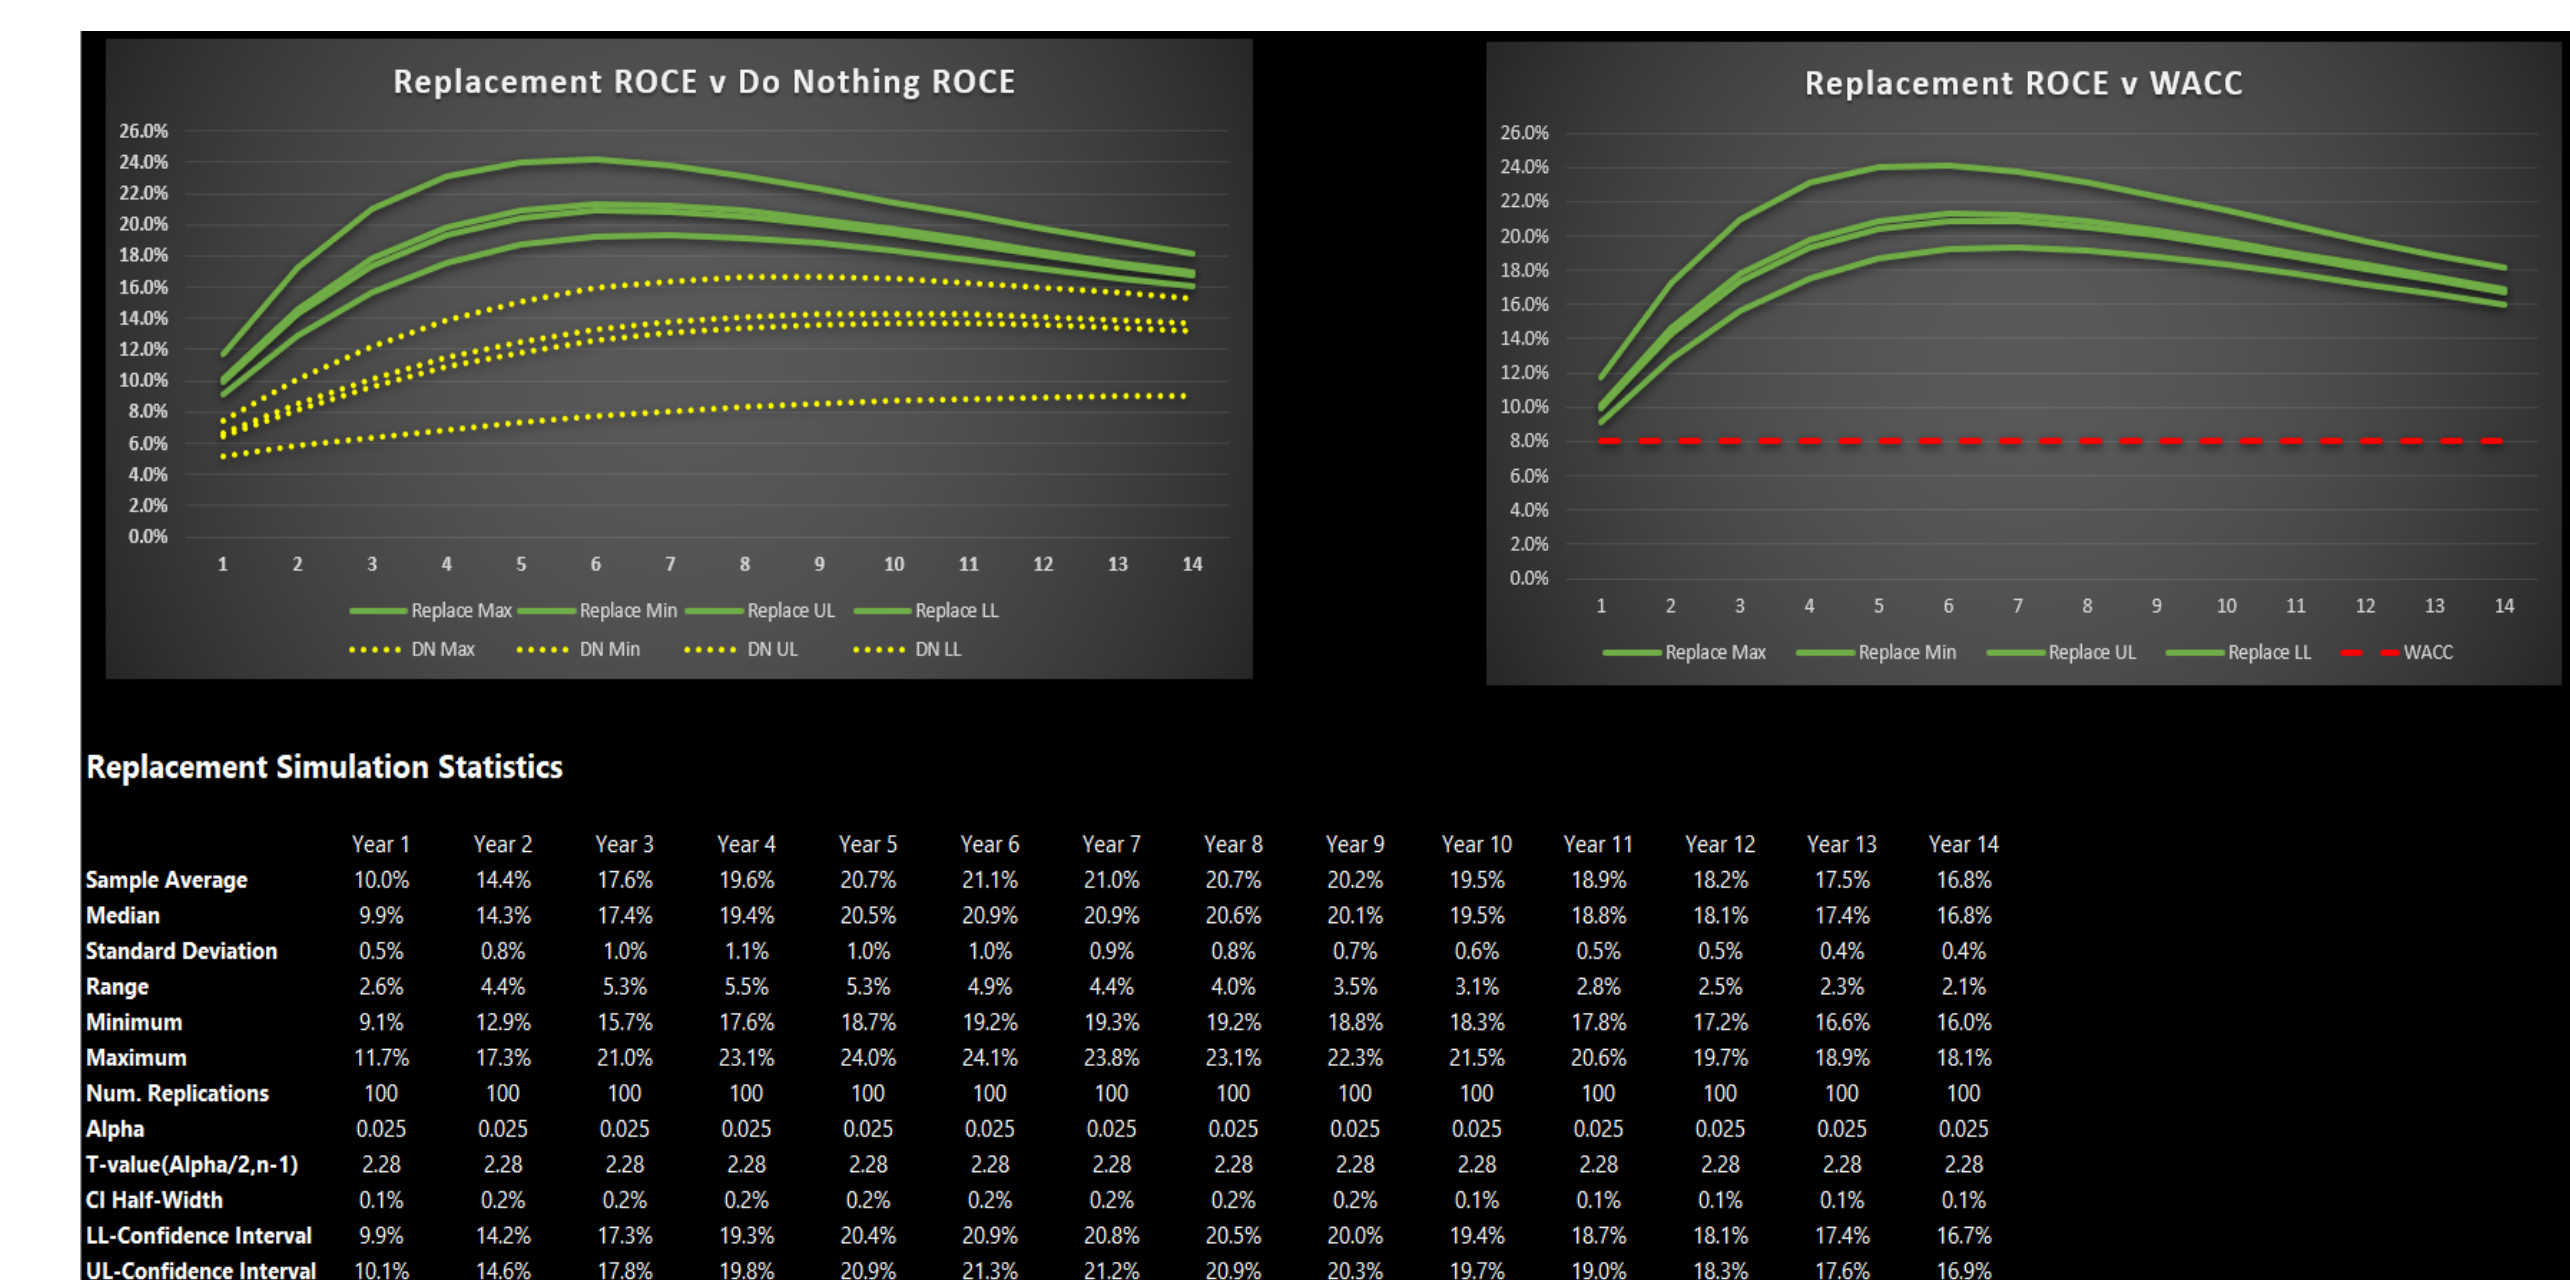 Replacement ROCE v Do Nothing ROCE
26.0%
24.0%
22.0%
20.0%
18.0%
16.0%
14.0%
12.0%
10.0%
8.0%
6.0%
4.0%
2.0%
0.0%
1 2 3 4 5 6 7 8 9 10 11 12 13 14
Replace Max Replace Min Replace UL Replace LL
DN Max DN Min DN UL DN LL
Replacement ROCE v WACC
26.0%
24.0%
22.0%
20.0%
18.0%
16.0%
14.0%
12.0%
10.0%
8.0%
6.0%
4.0%
2.0%
0.0%
1 2 3 4 5 6 7 8 9 10 11 12 13 14
Replace Max Replace Min Replace UL Replace LL WACC
Replacement Simulation Statistics
Year 1 Year 2 Year 3 Year 4 Year 5 Year 6 Year 7 Year 8 Year 9 Year 10 Year 11 Year 12 Year 13 Year 14
Sample Average 10.0% 14.4% 17.6% 19.6% 20.7% 21.1% 21.0% 20.7% 20.2% 19.5% 18.9% 18.2% 17.5% 16.8%
Median 9.9% 14.3% 17.4% 19.4% 20.5% 20.9% 20.9% 20.6% 20.1% 19.5% 18.8% 18.1% 17.4% 16.8%
Standard Deviation 0.5% 0.8% 1.0% 1.1% 1.0% 1.0% 0.9% 0.8% 0.7% 0.6% 0.5% 0.5% 0.4% 0.4%
Range 2.6% 4.4% 5.3% 5.5% 5.3% 4.9% 4.4% 4.0% 3.5% 3.1% 2.8% 2.5% 2.3% 2.1%
Minimum 9.1% 12.9% 15.7% 17.6% 18.7% 19.2% 19.3% 19.2% 18.8% 18.3% 17.8% 17.2% 16.6% 16.0%
Maximum 11.7% 17.3% 21.0% 23.1% 24.0% 24.1% 23.8% 23.1% 22.3% 21.5% 20.6% 19.7% 18.9% 18.1%
Num. Replications 100 100 100 100 100 100 100 100 100 100 100 100 100 100
Alpha 0.025 0.025 0.025 0.025 0.025 0.025 0.025 0.025 0.025 0.025 0.025 0.025 0.025 0.025
T-value(Alpha/2,n-1) 2.28 2.28 2.28 2.28 2.28 2.28 2.28 2.28 2.28 2.28 2.28 2.28 2.28 2.28
CI Half-Width 0.1% 0.2% 0.2% 0.2% 0.2% 0.2% 0.2% 0.2% 0.2% 0.1% 0.1% 0.1% 0.1% 0.1%
LL-Confidence Interval 9.9% 14.2% 17.3% 19.3% 20.4% 20.9% 20.8% 20.5% 20.0% 19.4% 18.7% 18.1% 17.4% 16.7%
UL-Confidence Interval 10.1% 14.6% 17.8% 19.8% 20.9% 21.3% 21.2% 20.9% 20.3% 19.7% 19.0% 18.3% 17.6% 16.9%